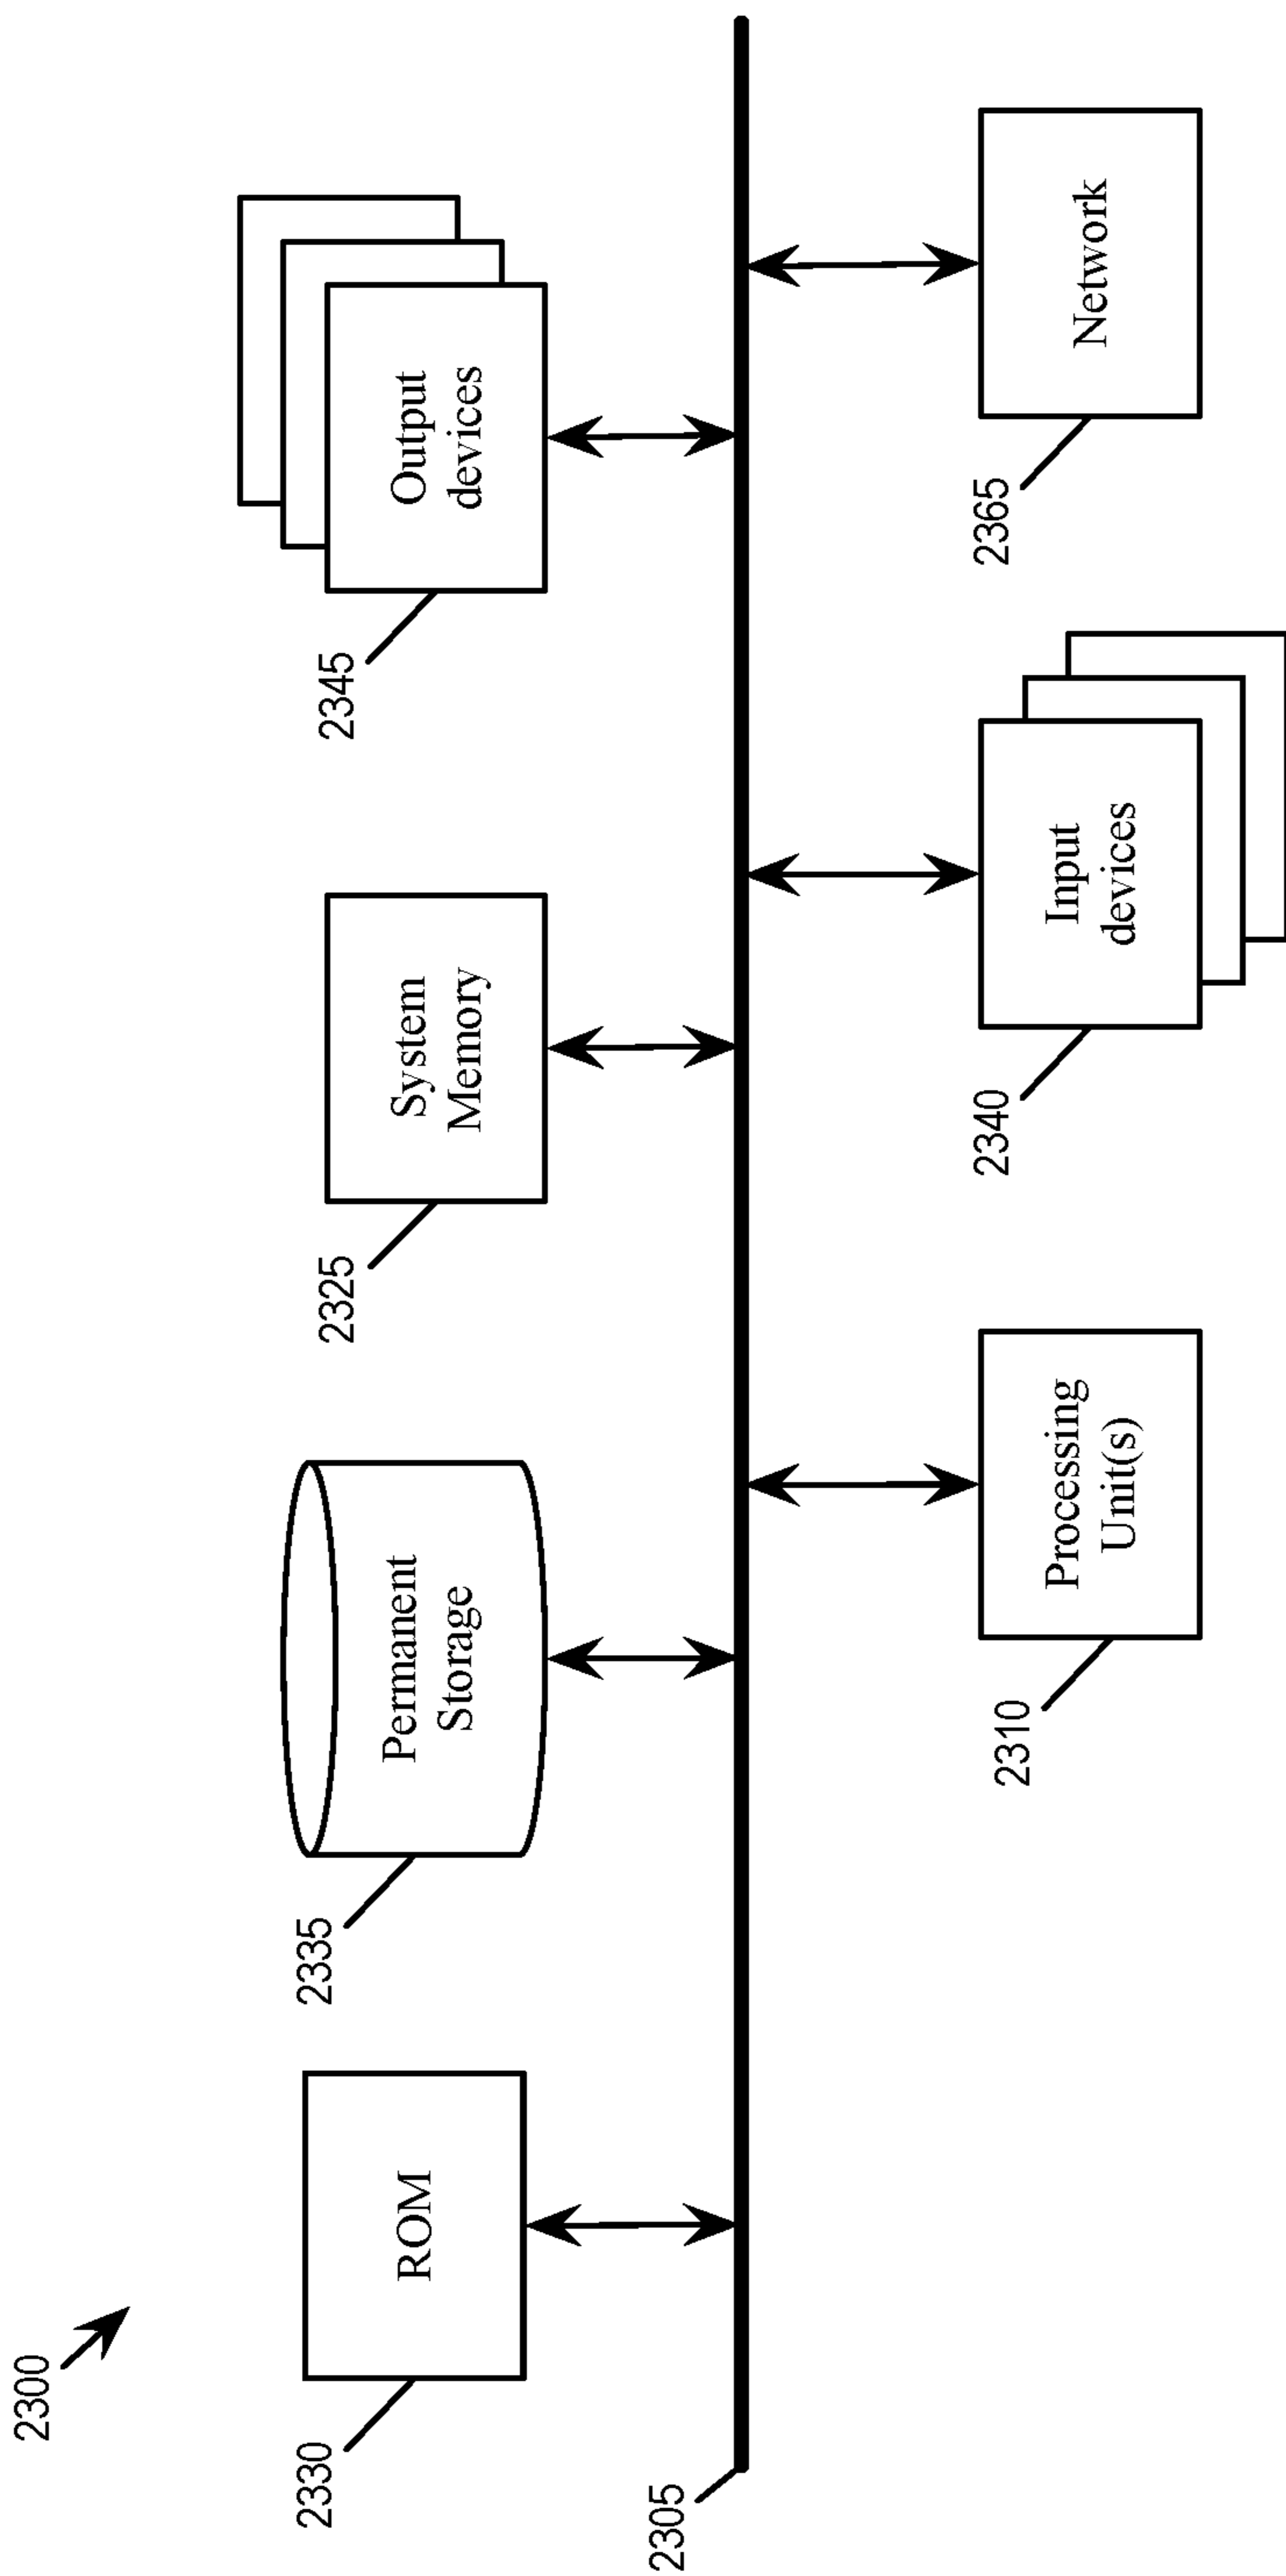 2300
2330
ROM
2335
Permanent
Storage
2325
System
Memory
2345
Output
devices
2305
2310
Processing
Unit(s)
2340
Input
devices
2365
Network